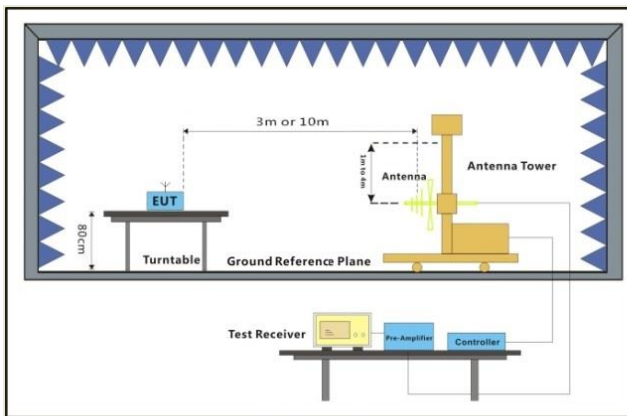 3m or 10m
1m to 4m
Antenna
Antenna Tower
EUT
80cm
Turntable
Ground Reference Plane
Test Receiver
Pre-Amplifier
Controller